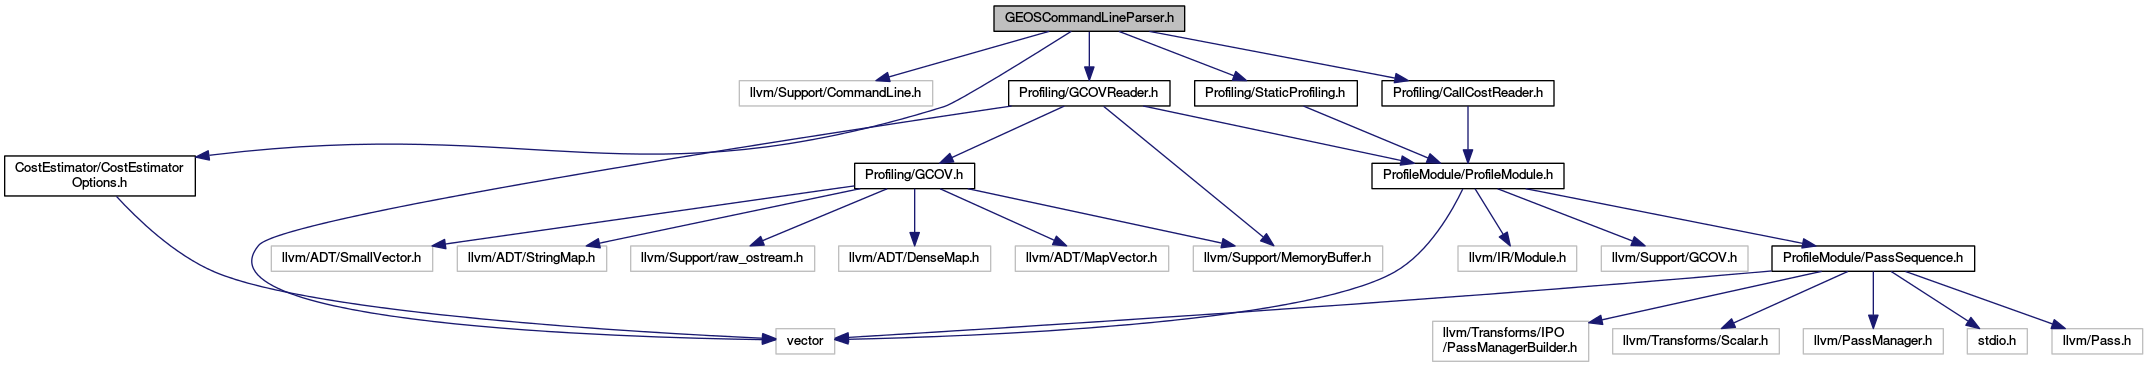 GEOSCommandLineParser.h
llvm/Support/CommandLine.h
Profiling/GCOVReader.h
Profiling/StaticProfiling.h
Profiling/CallCostReader.h
CostEstimator/CostEstimator
Options.h
Profiling/GCOV.h
ProfileModule/ProfileModule.h
llvm/ADT/SmallVector.h
llvm/ADT/StringMap.h
llvm/Support/raw_ostream.h
llvm/ADT/DenseMap.h
llvm/ADT/MapVector.h
llvm/Support/MemoryBuffer.h
llvm/IR/Module.h
llvm/Support/GCOV.h
ProfileModule/PassSequence.h
vector
llvm/Transforms/IPO
/PassManagerBuilder.h
llvm/Transforms/Scalar.h
llvm/PassManager.h
stdio.h
llvm/Pass.h